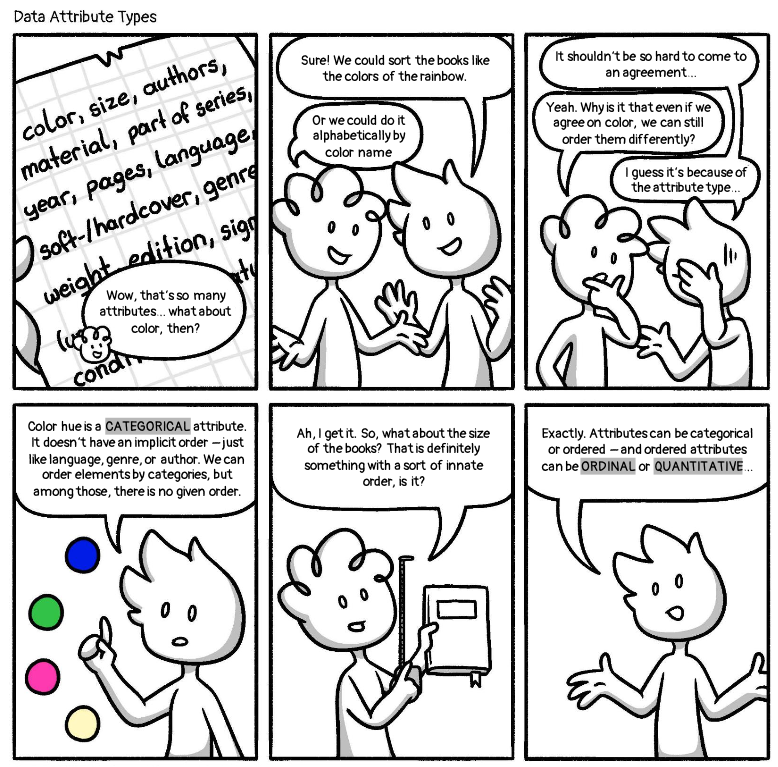 Data Attribute Types
color, size, authors,
material, part of series,
year, pages, language,
soft-/hardcover, genre
weight, edition, sign
Wow, that's so many
attributes... what about
color, then?
Sure! We could sort the books like
the colors of the rainbow.
Or we could do it
alphabetically by
color name
It shouldn't be so hard to come to
an agreement...
Yeah. Why is it that even if we
agree on color, we can still
order them differently?
I guess it's because of
the attribute type...
Color hue is a CATEGORICAL attribute.
It doesn't have an implicit order – just
like language, genre, or author. We can
order elements by categories, but
among those, there is no given order.
Ah, I get it. So, what about the size
of the books? That is definitely
something with a sort of innate
order, is it?
Exactly. Attributes can be categorical
or ordered – and ordered attributes
can be ORDINAL or QUANTITATIVE...